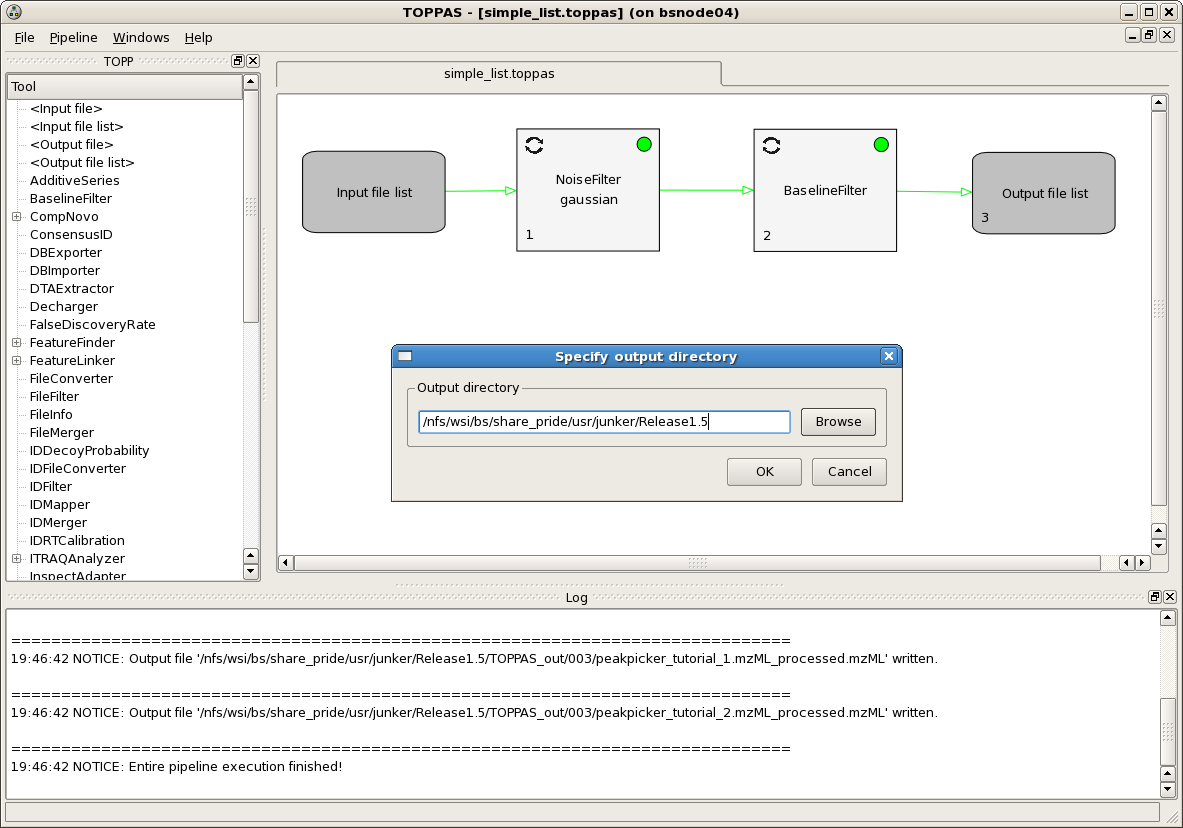 TOPPAS - [simple_list.toppas] (on bsnode04)
File Pipeline Windows Help
TOPP
Tool
<Input file>
<Input file list>
<Output file>
<Output file list>
AdditiveSeries
BaselineFilter
CompNovo
ConsensusID
DBExporter
DBImporter
DTAExtractor
Decharger
FalseDiscoveryRate
FeatureFinder
FeatureLinker
FileConverter
FileFilter
FileInfo
FileMerger
IDDecoyProbability
IDFileConverter
IDFilter
IDMapper
IDMerger
IDRTCalibration
ITRAQAnalyzer
InspectAdapter
simple_list.toppas
Input file list
NoiseFilter
gaussian
1
BaselineFilter
2
Output file list
3
Specify output directory
Output directory
/nfs/wsi/bs/share_pride/usr/junker/Release1.5
Browse
OK Cancel
Log
==============================================================================
19:46:42 NOTICE: Output file '/nfs/wsi/bs/share_pride/usr/junker/Release1.5/TOPPAS_out/003/peakpicker_tutorial_1.mzML_processed.mzML' written.
==============================================================================
19:46:42 NOTICE: Output file '/nfs/wsi/bs/share_pride/usr/junker/Release1.5/TOPPAS_out/003/peakpicker_tutorial_2.mzML_processed.mzML' written.
==============================================================================
19:46:42 NOTICE: Entire pipeline execution finished!